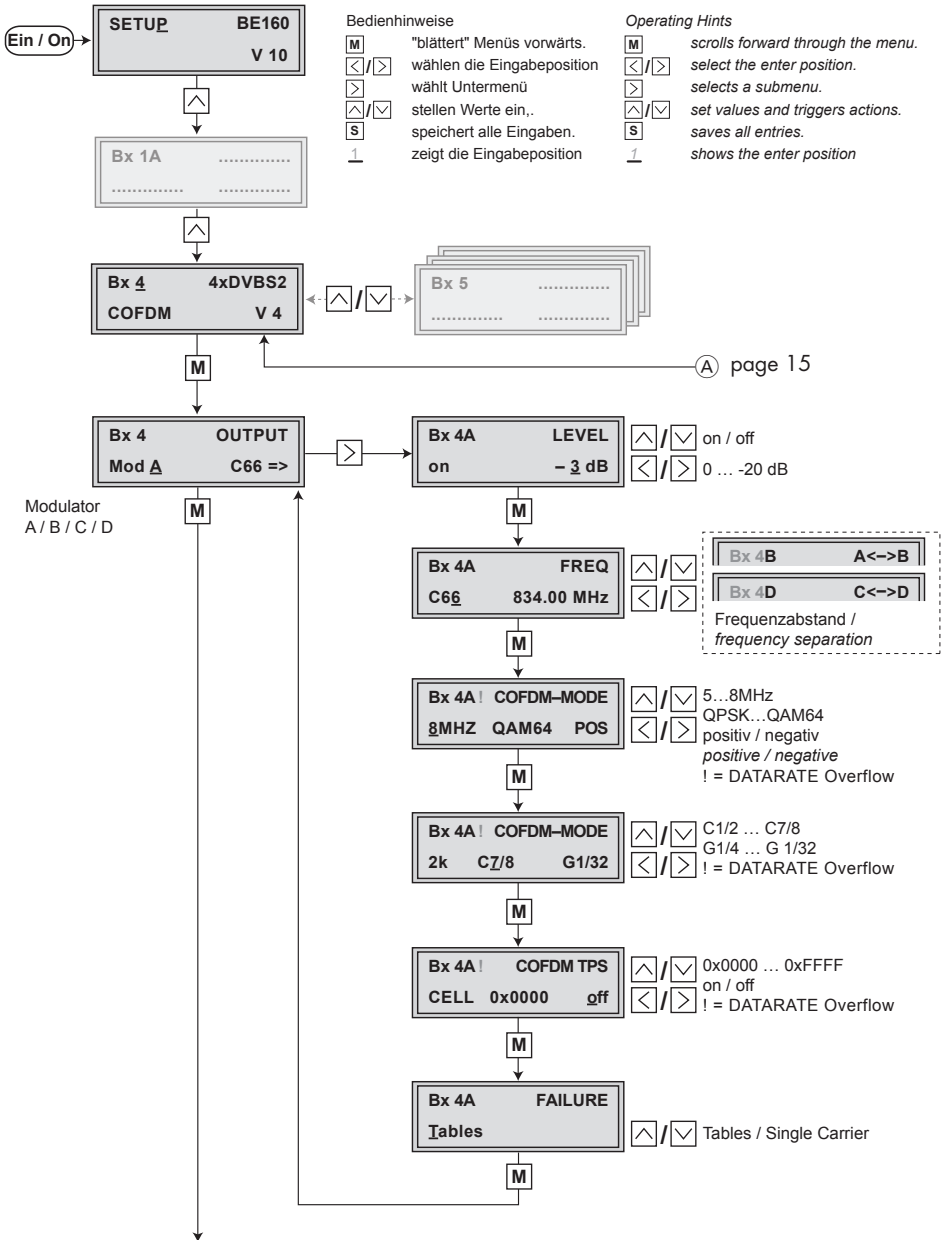 Ein / On
SETUP BE160
V 10
Bedienhinweise
M "blättert" Menüs vorwärts.
</> wählen die Eingabeposition
> wählt Untermenü
∧/∨ stellen Werte ein,.
S speichert alle Eingaben.
1 zeigt die Eingabeposition
Operating Hints
M scrolls forward through the menu.
</> select the enter position.
> selects a submenu.
∧/∨ set values and triggers actions.
S saves all entries.
1 shows the enter position
Bx 1A ..............
.............. ..............
Bx 4 4xDVBS2
COFDM V 4
∧/∨
Bx 5 ..............
.............. ..............
M
A page 15
Bx 4 OUTPUT
Mod A C66 =>
Modulator
A / B / C / D
M
>
Bx 4A LEVEL
on – 3 dB
∧/∨ on / off
</> 0 … -20 dB
M
Bx 4A FREQ
C66 834.00 MHz
∧/∨
</>
Bx 4B A<–>B
Bx 4D C<–>D
Frequenzabstand /
frequency separation
M
Bx 4A! COFDM–MODE
8MHZ QAM64 POS
∧/∨ 5…8MHz
QPSK…QAM64
</> positiv / negativ
positive / negative
! = DATARATE Overflow
M
Bx 4A! COFDM–MODE
2k C7/8 G1/32
∧/∨ C1/2 … C7/8
G1/4 … G 1/32
</> ! = DATARATE Overflow
M
Bx 4A! COFDM TPS
CELL 0x0000 off
∧/∨ 0x0000 … 0xFFFF
on / off
</> ! = DATARATE Overflow
M
Bx 4A FAILURE
Tables
∧/∨ Tables / Single Carrier
M